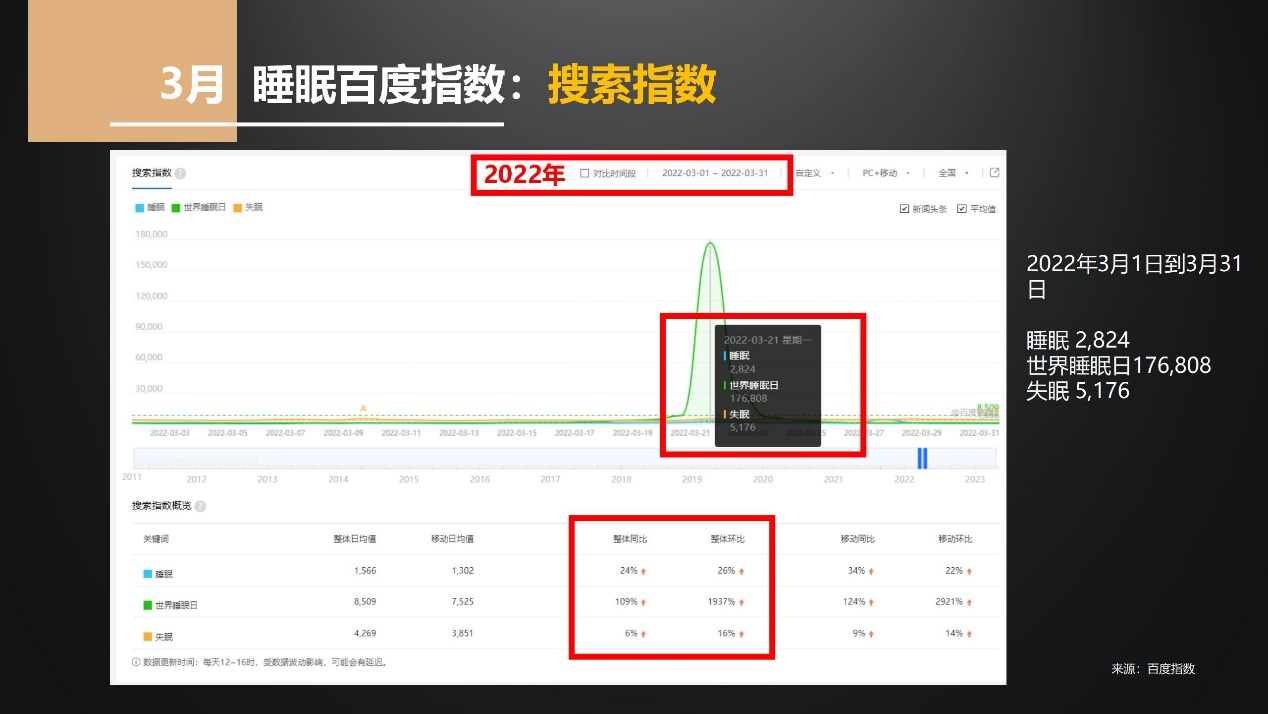 3月 睡眠百度指数：搜索指数
搜索指数 ?
2022年 对比时间段 2022-03-01 ~ 2022-03-31 自定义 PC+移动 全国
睡眠 世界睡眠日 失眠
新闻头条 平均值
180,000
150,000
120,000
90,000
60,000
30,000
A
8,509
2022-03-21 星期一
睡眠
2,824
世界睡眠日
176,808
失眠
5,176
2022-03-03 2022-03-05 2022-03-07 2022-03-09 2022-03-11 2022-03-13 2022-03-15 2022-03-17 2022-03-19 2022-03-21 2022-03-29 2022-03-31
2011 2012 2013 2014 2015 2016 2017 2018 2019 2020 2021 2022 2023
搜索指数概览 ?
关键词 整体日均值 移动日均值 整体同比 整体环比 移动同比 移动环比
睡眠 1,566 1,302 24% 26% 34% 22%
世界睡眠日 8,509 7,525 109% 1937% 124% 2921%
失眠 4,269 3,851 6% 16% 9% 14%
数据更新时间：每天12~16时，受数据波动影响，可能会有延迟。
2022年3月1日到3月31
日
睡眠 2,824
世界睡眠日176,808
失眠 5,176
来源：百度指数